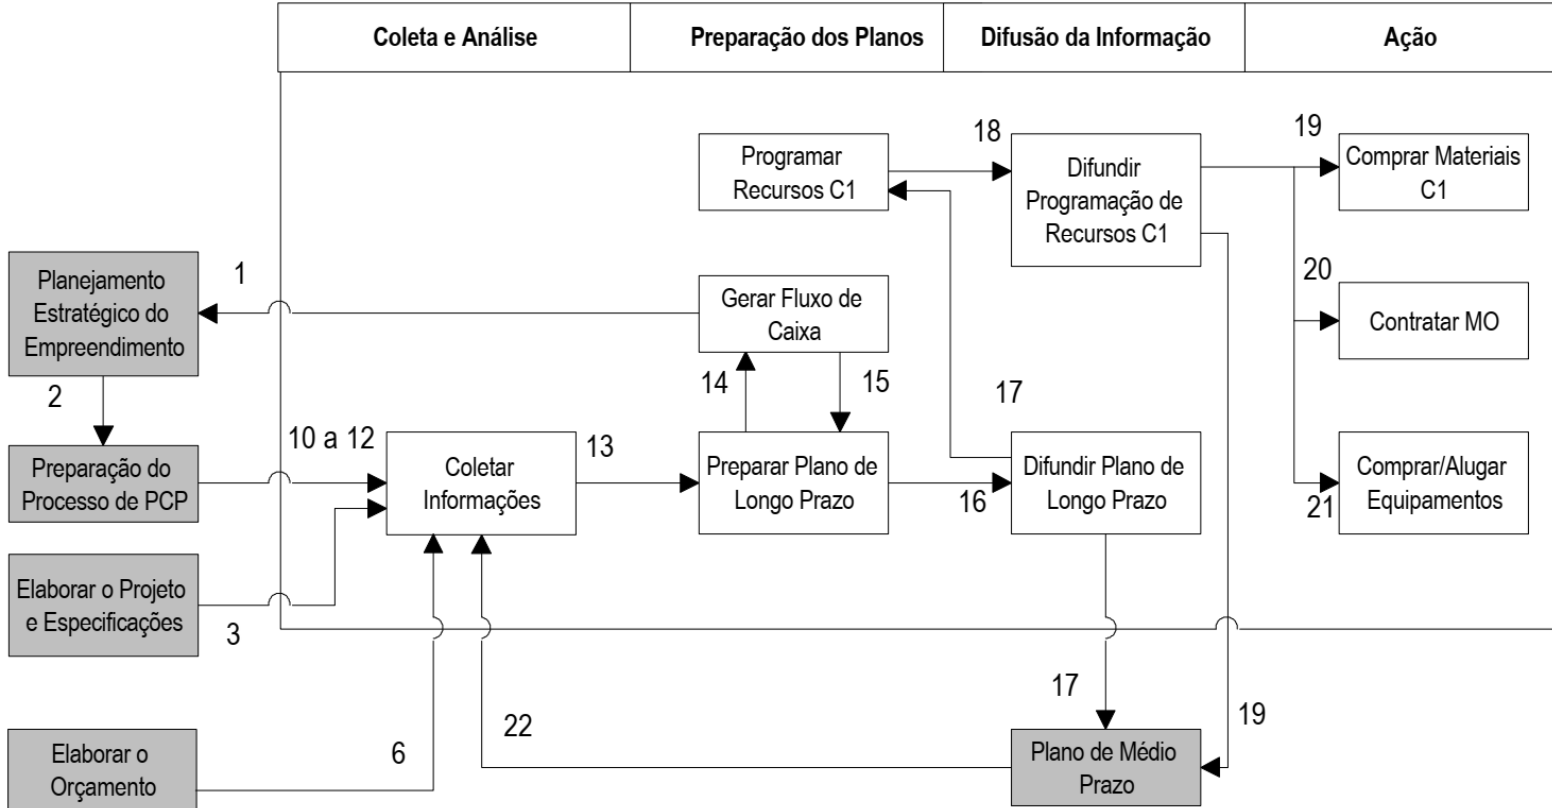 Coleta e Análise
Preparação dos Planos
Difusão da Informação
Ação
Programar
Recursos C1
18
Difundir
Programação de
Recursos C1
19
Comprar Materiais
C1
Planejamento
Estratégico do
Empreendimento
1
Gerar Fluxo de
Caixa
20
Contratar MO
2
14
15
17
Preparação do
Processo de PCP
10 a 12
Coletar
Informações
13
Preparar Plano de
Longo Prazo
16
Difundir Plano de
Longo Prazo
21
Comprar/Alugar
Equipamentos
Elaborar o Projeto
e Especificações
3
17
19
Elaborar o
Orçamento
6
22
Plano de Médio
Prazo